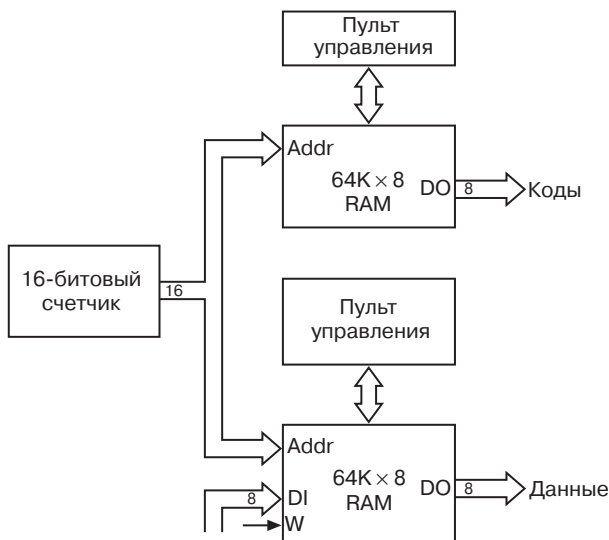 Пульт
управления
Addr
64K × 8
RAM
DO
8
Коды
16-битовый
счетчик
16
Пульт
управления
Addr
64K × 8
RAM
DO
8
Данные
8
DI
W